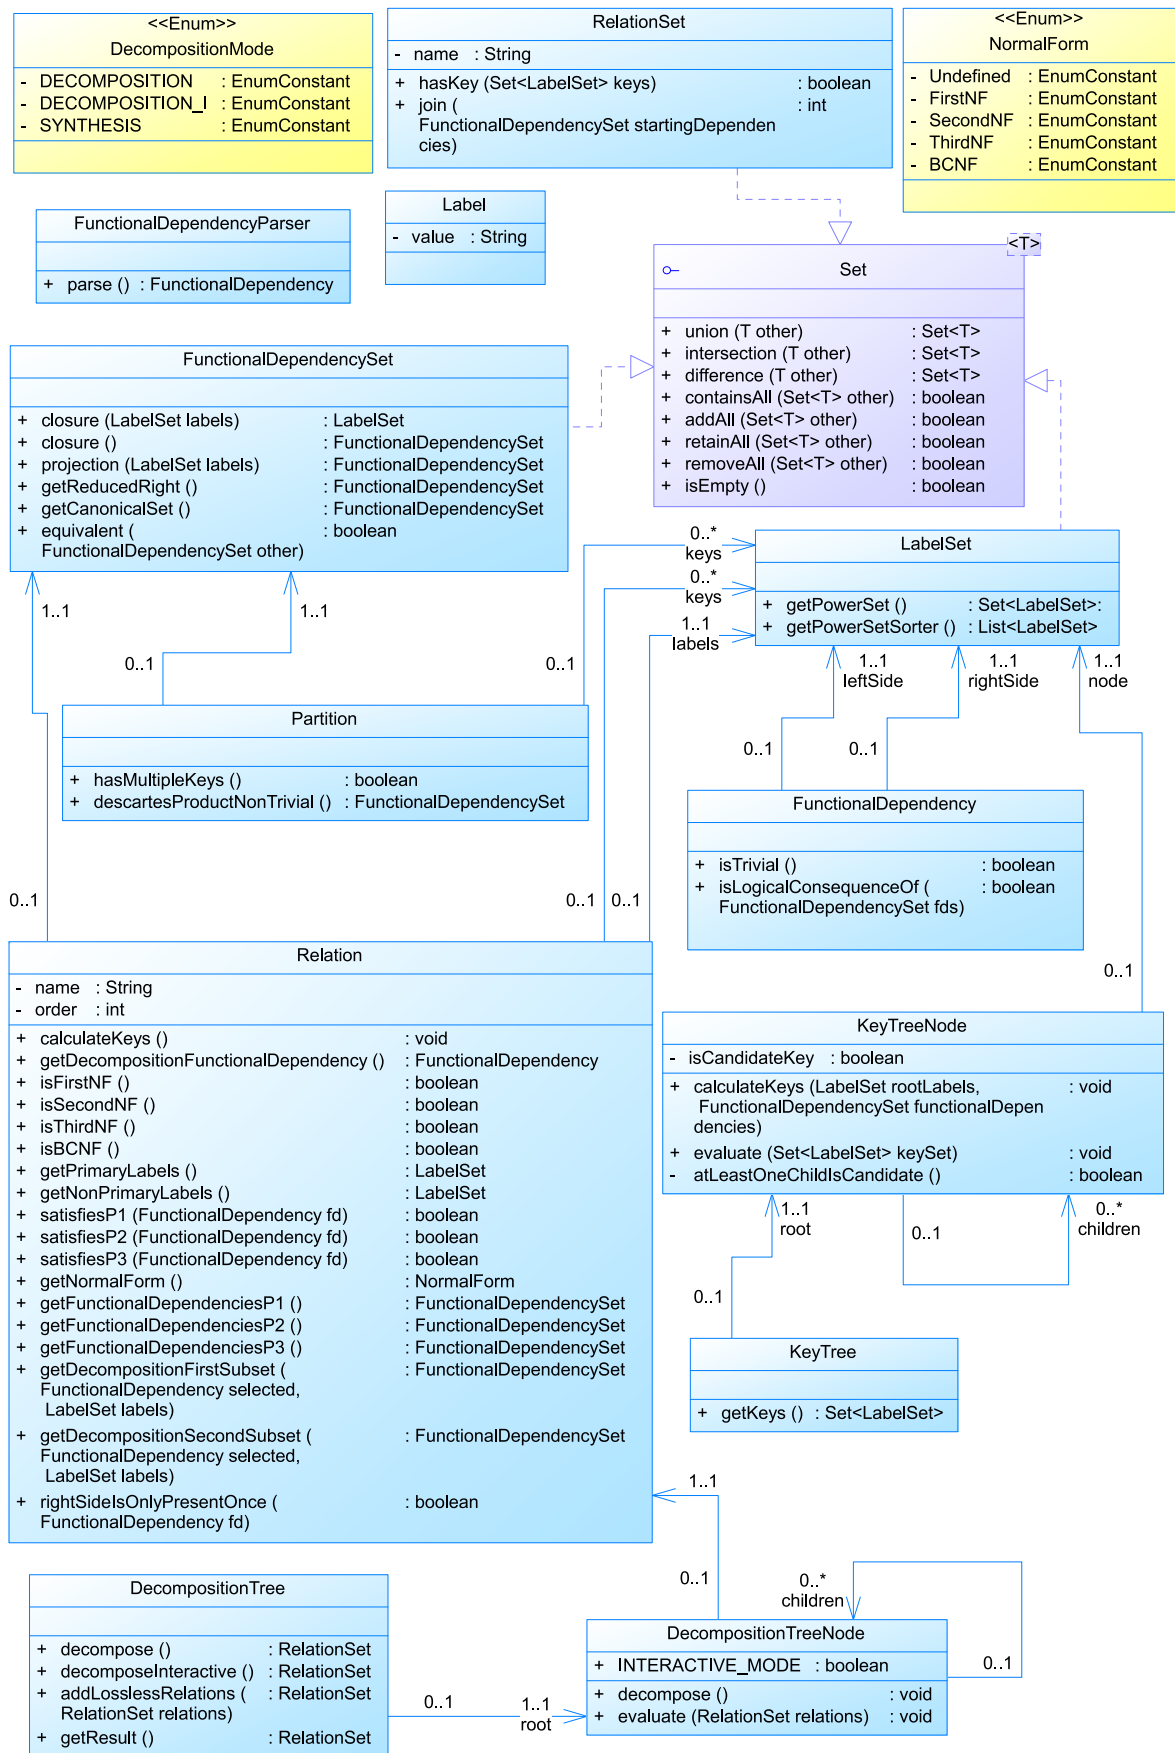 <<Enum>>
DecompositionMode
- DECOMPOSITION : EnumConstant
- DECOMPOSITION_I : EnumConstant
- SYNTHESIS : EnumConstant
RelationSet
- name : String
+ hasKey (Set<LabelSet> keys) : boolean
+ join ( : int
FunctionalDependencySet startingDependen
cies)
<<Enum>>
NormalForm
- Undefined : EnumConstant
- FirstNF : EnumConstant
- SecondNF : EnumConstant
- ThirdNF : EnumConstant
- BCNF : EnumConstant
FunctionalDependencyParser
+ parse () : FunctionalDependency
Label
- value : String
<T>
Set
+ union (T other) : Set<T>
+ intersection (T other) : Set<T>
+ difference (T other) : Set<T>
+ containsAll (Set<T> other) : boolean
+ addAll (Set<T> other) : boolean
+ retainAll (Set<T> other) : boolean
+ removeAll (Set<T> other) : boolean
+ isEmpty () : boolean
FunctionalDependencySet
+ closure (LabelSet labels) : LabelSet
+ closure () : FunctionalDependencySet
+ projection (LabelSet labels) : FunctionalDependencySet
+ getReducedRight () : FunctionalDependencySet
+ getCanonicalSet () : FunctionalDependencySet
+ equivalent ( : boolean
FunctionalDependencySet other)
0..*
keys
0..*
keys
1..1
labels
LabelSet
+ getPowerSet () : Set<LabelSet>:
+ getPowerSetSorter () : List<LabelSet>
1..1
1..1
0..1
0..1
1..1
leftSide
1..1
rightSide
1..1
node
Partition
+ hasMultipleKeys () : boolean
+ descartesProductNonTrivial () : FunctionalDependencySet
0..1
0..1
FunctionalDependency
+ isTrivial () : boolean
+ isLogicalConsequenceOf ( : boolean
FunctionalDependencySet fds)
0..1
0..1
0..1
0..1
Relation
- name : String
- order : int
+ calculateKeys () : void
+ getDecompositionFunctionalDependency () : FunctionalDependency
+ isFirstNF () : boolean
+ isSecondNF () : boolean
+ isThirdNF () : boolean
+ isBCNF () : boolean
+ getPrimaryLabels () : LabelSet
+ getNonPrimaryLabels () : LabelSet
+ satisfiesP1 (FunctionalDependency fd) : boolean
+ satisfiesP2 (FunctionalDependency fd) : boolean
+ satisfiesP3 (FunctionalDependency fd) : boolean
+ getNormalForm () : NormalForm
+ getFunctionalDependenciesP1 () : FunctionalDependencySet
+ getFunctionalDependenciesP2 () : FunctionalDependencySet
+ getFunctionalDependenciesP3 () : FunctionalDependencySet
+ getDecompositionFirstSubset ( : FunctionalDependencySet
FunctionalDependency selected,
LabelSet labels)
+ getDecompositionSecondSubset ( : FunctionalDependencySet
FunctionalDependency selected,
LabelSet labels)
+ rightSideIsOnlyPresentOnce ( : boolean
FunctionalDependency fd)
KeyTreeNode
- isCandidateKey : boolean
+ calculateKeys (LabelSet rootLabels, : void
FunctionalDependencySet functionalDepen
dencies)
+ evaluate (Set<LabelSet> keySet) : void
- atLeastOneChildIsCandidate () : boolean
1..1
root
0..1
0..*
children
0..1
KeyTree
+ getKeys () : Set<LabelSet>
1..1
0..1
DecompositionTree
+ decompose () : RelationSet
+ decomposeInteractive () : RelationSet
+ addLosslessRelations ( : RelationSet
RelationSet relations)
+ getResult () : RelationSet
0..1
1..1
root
0..*
children
DecompositionTreeNode
+ INTERACTIVE_MODE : boolean
+ decompose () : void
+ evaluate (RelationSet relations) : void
0..1